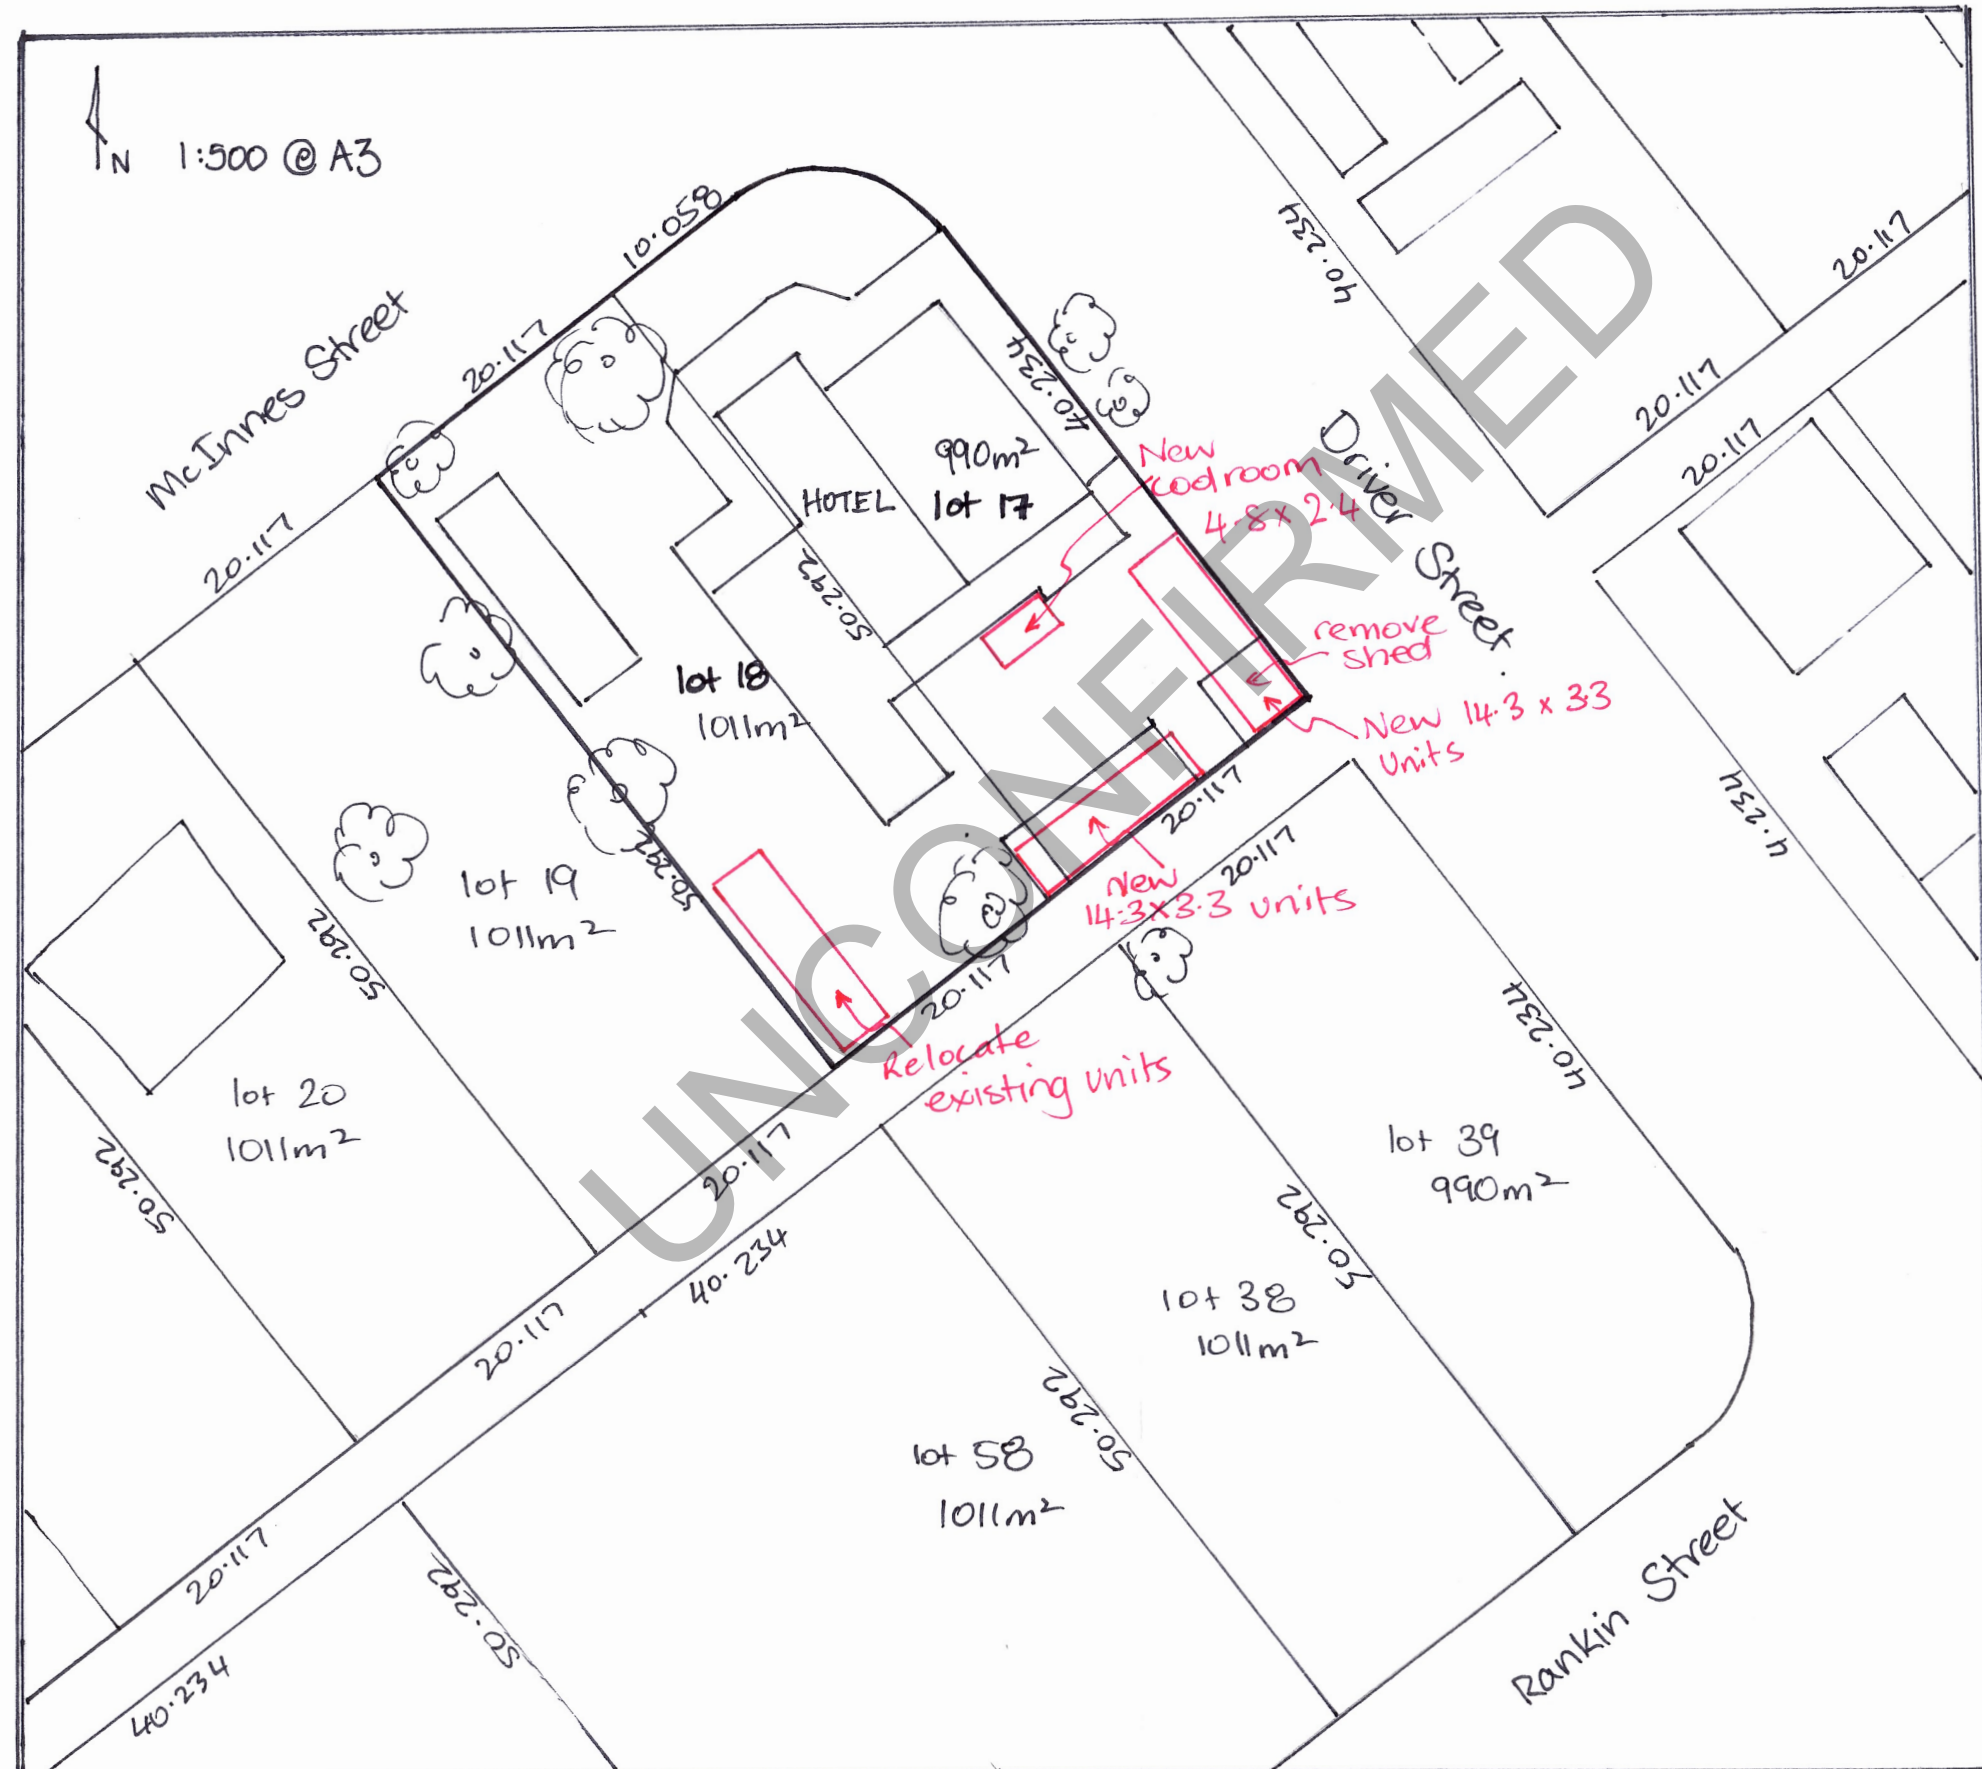 N 1:500 @ A3
McInnes Street
10.058
20.117
20.117
40.234
40.234
20.117
20.117
20.117
990m²
HOTEL lot 17
New
coolroom
4.8 x 2.4
Driver Street.
50.292
remove
shed
lot 18
1011m²
New 14.3 x 3.3
Units
20.117
20.117
New
14.3x3.3 units
50.292
lot 19
1011m²
50.292
20.117
Relocate
existing units
4.234
40.234
lot 20
1011m²
50.292
20.117
40.234
lot 39
990m²
50.292
lot 38
1011m²
20.117
50.292
lot 58
1011m²
20.117
50.292
40.234
Rankin Street
UNCONFIRMED